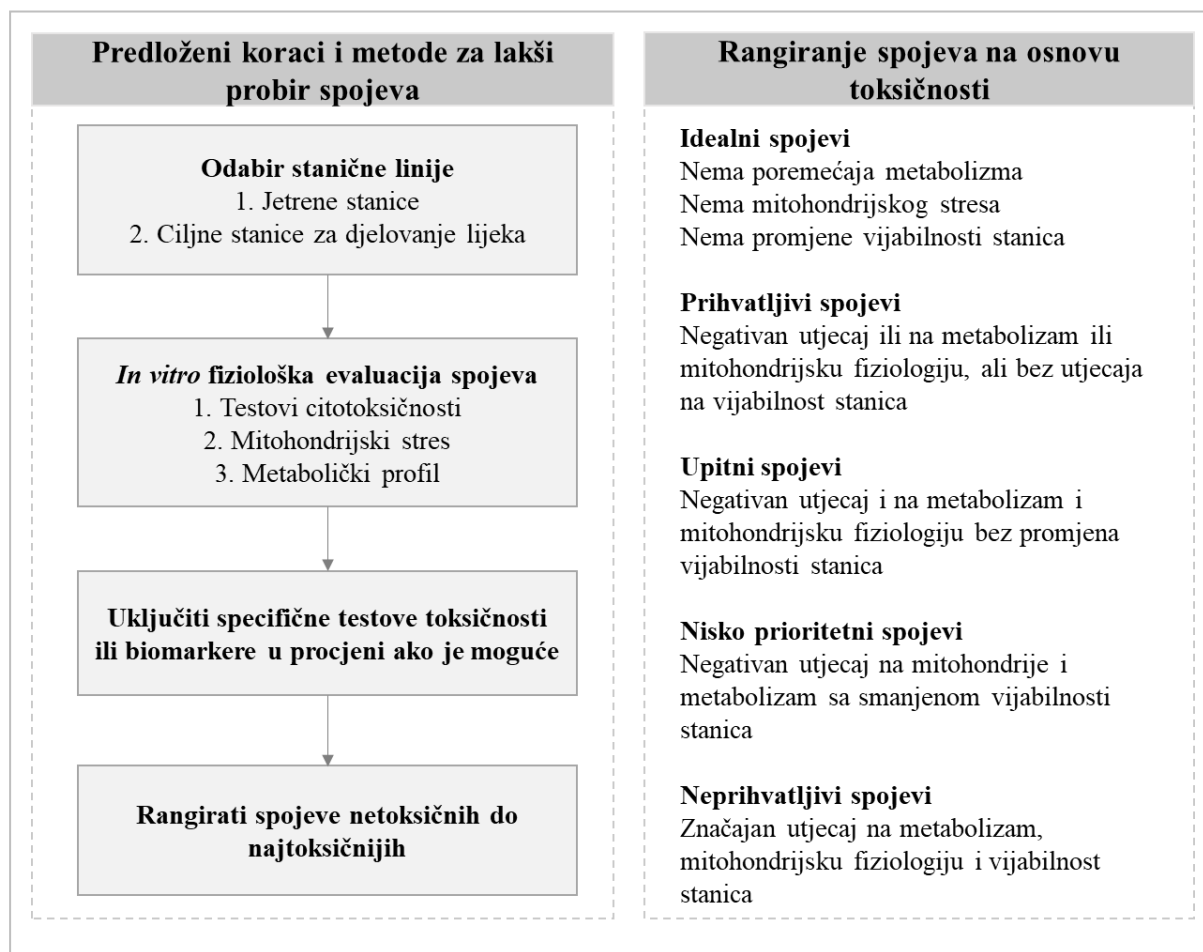 Predloženi koraci i metode za lakši
probir spojeva
Odabir stanične linije
1. Jetrene stanice
2. Ciljne stanice za djelovanje lijeka
In vitro fiziološka evaluacija spojeva
1. Testovi citotoksičnosti
2. Mitohondrijski stres
3. Metabolički profil
Uključiti specifične testove toksičnosti
ili biomarkere u procjeni ako je moguće
Rangirati spojeve netoksičnih do
najtoksičnijih
Rangiranje spojeva na osnovu
toksičnosti
Idealni spojevi
Nema poremećaja metabolizma
Nema mitohondrijskog stresa
Nema promjene vijabilnosti stanica
Prihvatljivi spojevi
Negativan utjecaj ili na metabolizam ili
mitohondrijsku fiziologiju, ali bez utjecaja
na vijabilnost stanica
Upitni spojevi
Negativan utjecaj i na metabolizam i
mitohondrijsku fiziologiju bez promjena
vijabilnosti stanica
Nisko prioritetni spojevi
Negativan utjecaj na mitohondrije i
metabolizam sa smanjenom vijabilnosti
stanica
Neprihvatljivi spojevi
Značajan utjecaj na metabolizam,
mitohondrijsku fiziologiju i vijabilnost
stanica